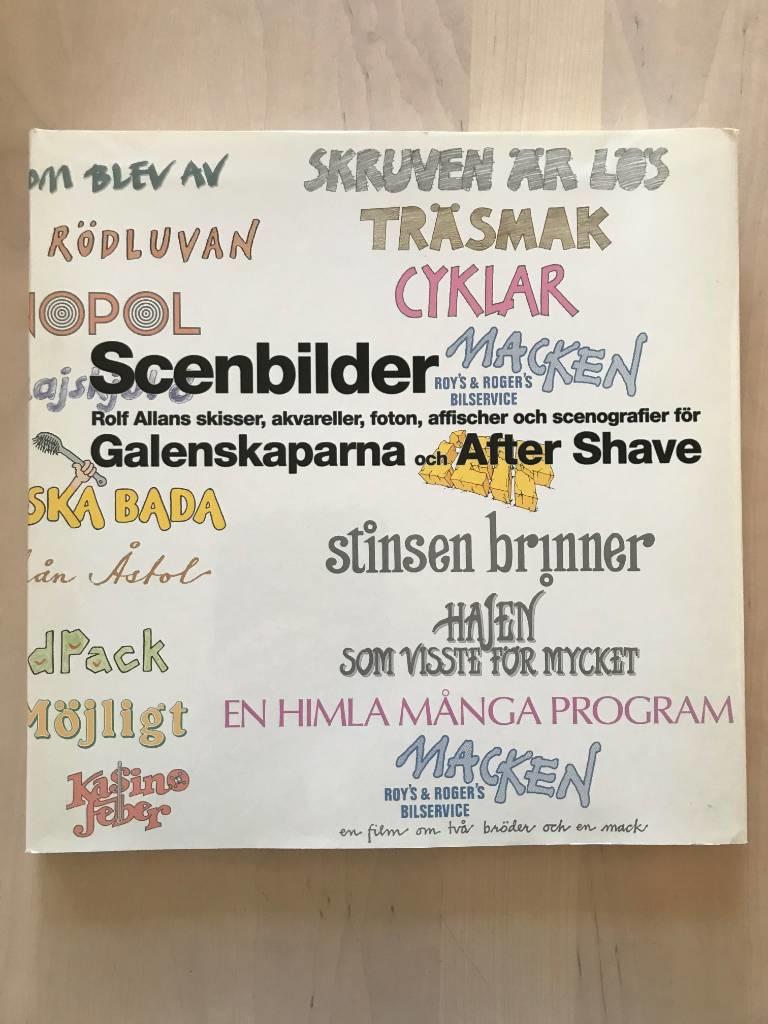 OM BLEV AV
SKRUVEN ÄR LÖS
RÖDLUVAN
TRÄSMAK
NOPOL
CYKLAR
MACKEN
ROY'S & ROGER'S
BILSERVICE
Scenbilder
Rolf Allans skisser, akvareller, foton, affischer och scenografier för
Galenskaparna och After Shave
SKA BADA
stinsen brinner
ån Åstol
HAJEN
SOM VISSTE FÖR MYCKET
dPack
Möjligt
EN HIMLA MÅNGA PROGRAM
Ka$ino
feber
MACKEN
ROY'S & ROGER'S
BILSERVICE
en film om två bröder och en mack